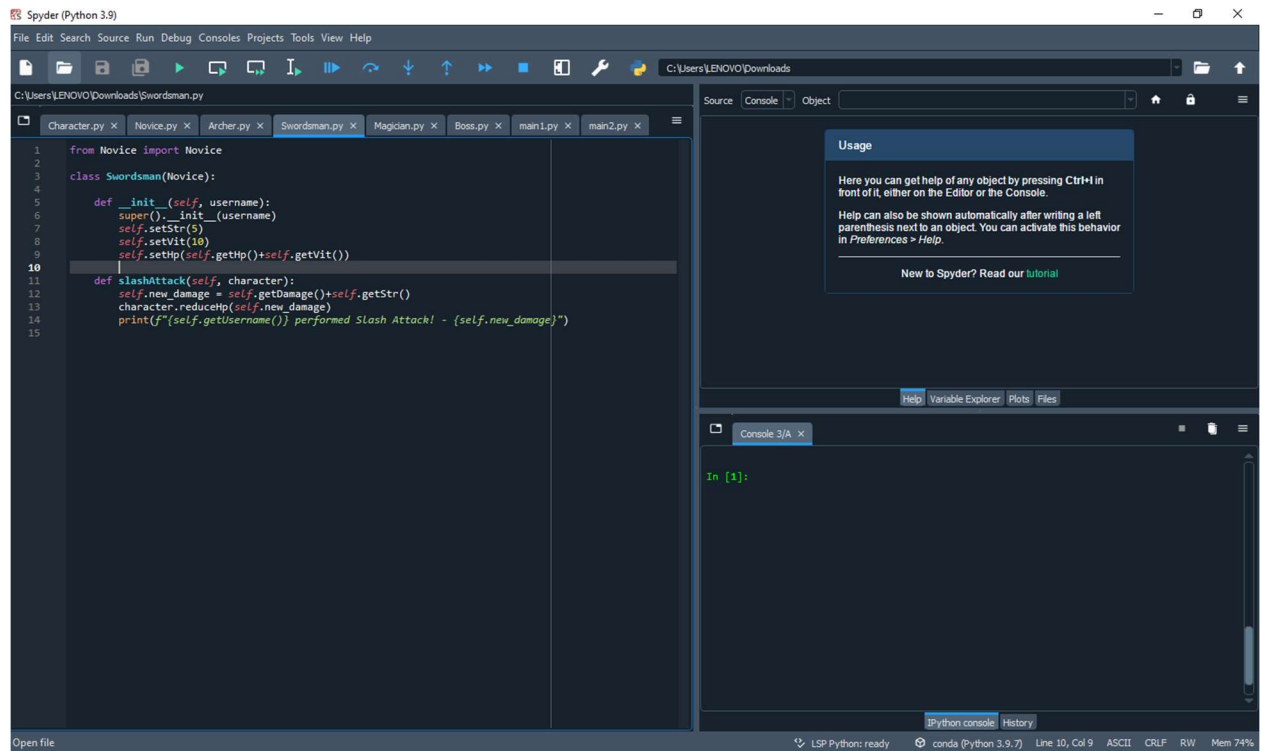 Spyder (Python 3.9)
File Edit Search Source Run Debug Consoles Projects Tools View Help
C:\Users\LENOVO\Downloads
C:\Users\LENOVO\Downloads\Swordsman.py
Character.py Novice.py Archer.py Swordsman.py Magician.py Boss.py main1.py main2.py
1 from Novice import Novice
2
3 class Swordsman(Novice):
4
5     def __init__(self, username):
6         super().__init__(username)
7         self.setStr(5)
8         self.setVit(10)
9         self.setHp(self.getHp()+self.getVit())
10
11     def slashAttack(self, character):
12         self.new_damage = self.getDamage()+self.getStr()
13         character.reduceHp(self.new_damage)
14         print(f"{self.getUsername()} performed Slash Attack! - {self.new_damage}")
15
Source Console Object
Usage
Here you can get help of any object by pressing Ctrl+I in
front of it, either on the Editor or the Console.
Help can also be shown automatically after writing a left
parenthesis next to an object. You can activate this behavior
in Preferences > Help.
New to Spyder? Read our tutorial
Help Variable Explorer Plots Files
Console 3/A
In [1]:
IPython console History
Open file
LSP Python: ready conda (Python 3.9.7) Line 10, Col 9 ASCII CRLF RW Mem 74%